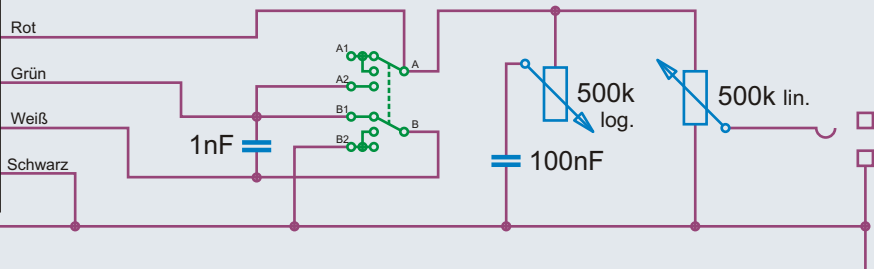 Rot
Grün
Weiß
Schwarz
1nF
A1
A2
B1
B2
A
B
100nF
500k
log.
500k lin.